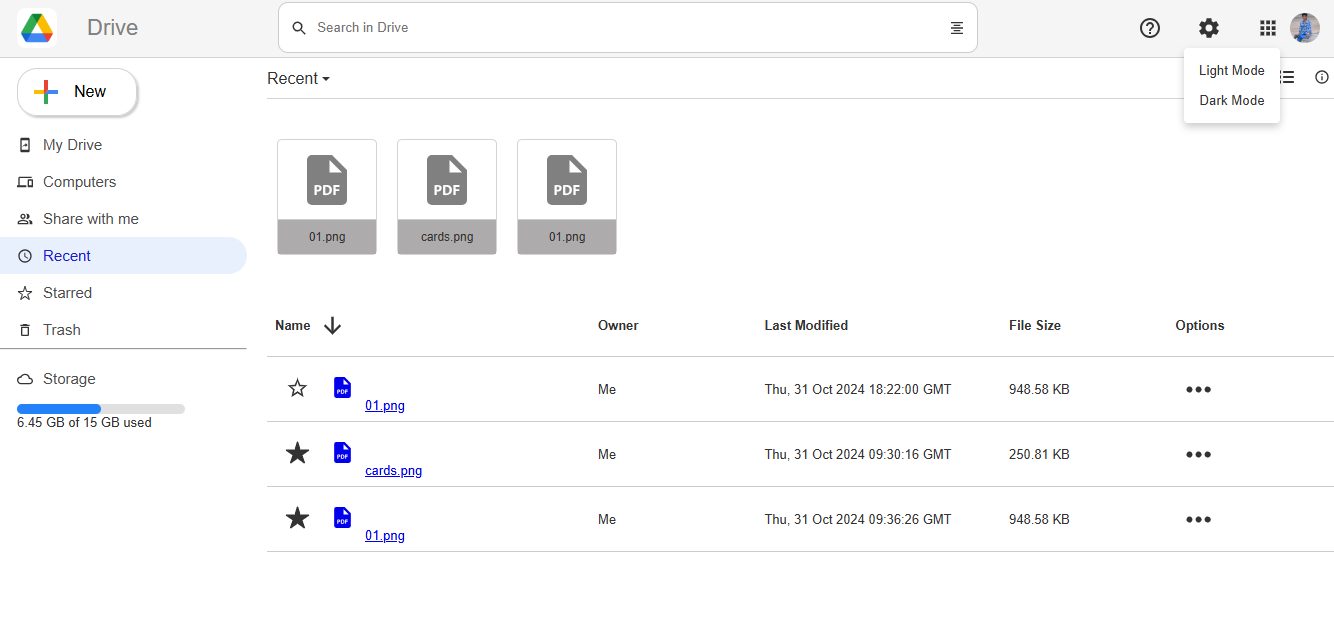 Drive
Search in Drive
Light Mode
Dark Mode
New
Recent
My Drive
Computers
Share with me
Recent
Starred
Trash
Storage
6.45 GB of 15 GB used
PDF PDF PDF
01.png cards.png 01.png
Name Owner Last Modified File Size Options
PDF 01.png Me Thu, 31 Oct 2024 18:22:00 GMT 948.58 KB
PDF cards.png Me Thu, 31 Oct 2024 09:30:16 GMT 250.81 KB
PDF 01.png Me Thu, 31 Oct 2024 09:36:26 GMT 948.58 KB